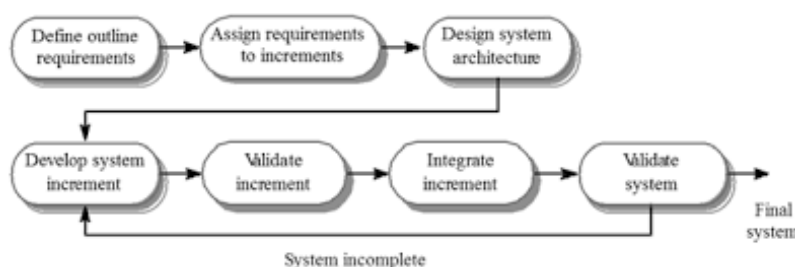 Define outline
requirements
Assign requirements
to increments
Design system
architecture
Develop system
increment
Validate
increment
Integrate
increment
Validate
system
Final
system
System incomplete